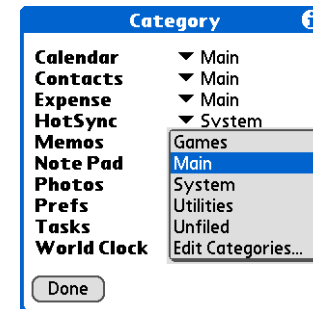 Category
Calendar Main
Contacts Main
Expense Main
HotSync System
Memos Games
Note Pad Main
Photos System
Prefs Utilities
Tasks Unfiled
World Clock Edit Categories...
Done